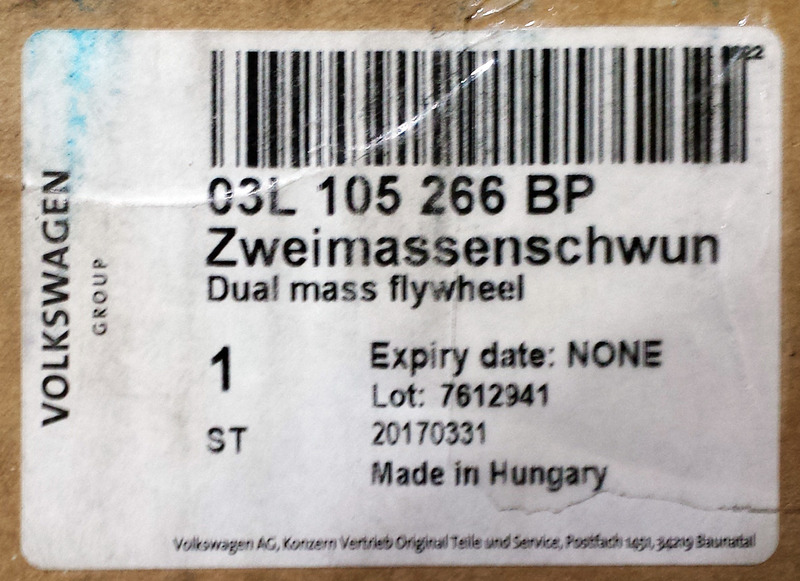 VOLKSWAGEN
GROUP
03L 105 266 BP
Zweimassenschwun
Dual mass flywheel
1
ST
Expiry date: NONE
Lot: 7612941
20170331
Made in Hungary
Volkswagen AG, Konzern Vertrieb Original Teile und Service, Postfach 1491, 34219 Baunatal